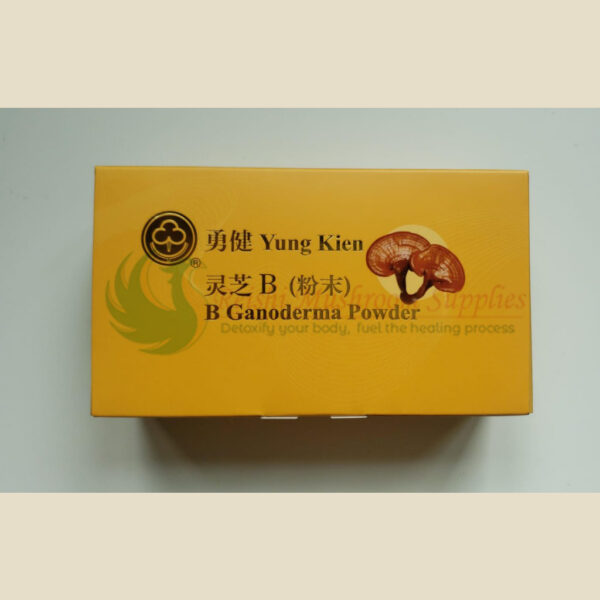 勇健 Yung Kien
®
灵芝 B (粉末)
Reishi Mushroom Supplies
B Ganoderma Powder
Detoxify your body, fuel the healing process